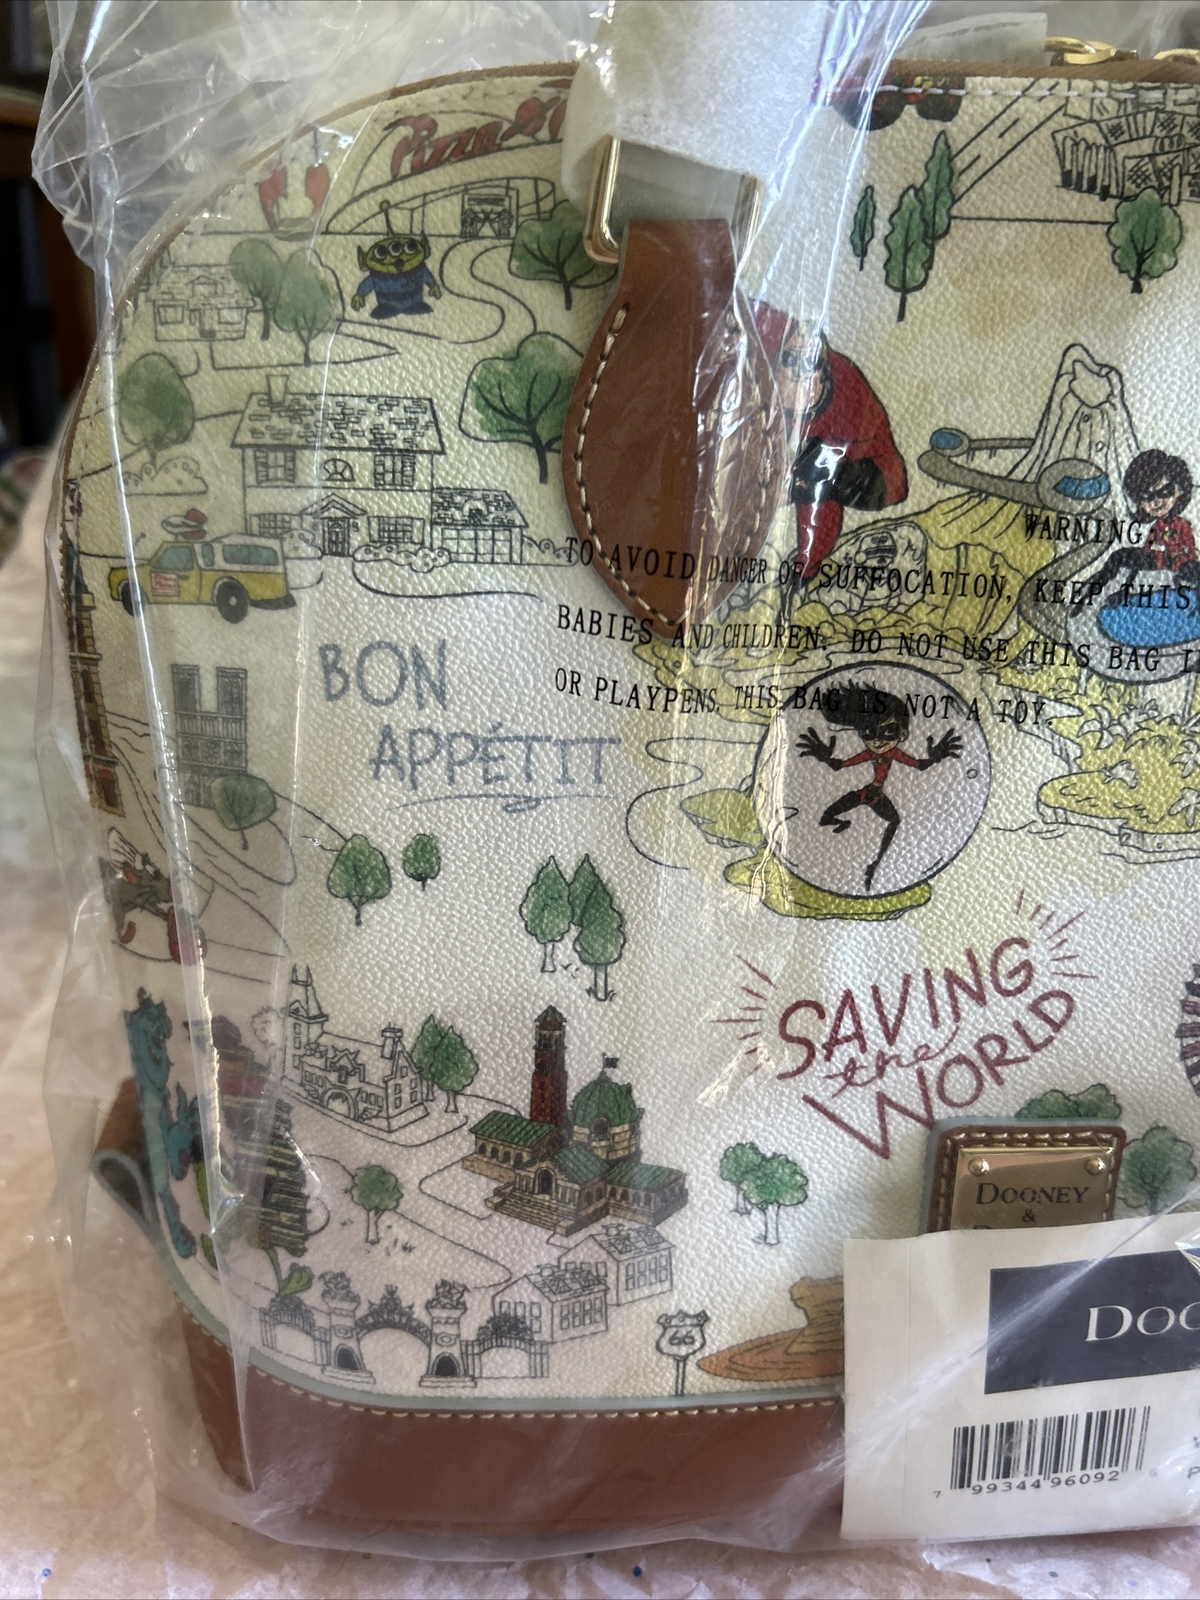 Pizza
WARNING:
TO AVOID DANGER OF SUFFOCATION, KEEP THIS
BABIES AND CHILDREN. DO NOT USE THIS BAG I
OR PLAYPENS. THIS BAG IS NOT A TOY.
BON
APPÉTIT
SAVING
the
WORLD
DOONEY
&
66
DOO
7 99344 96092